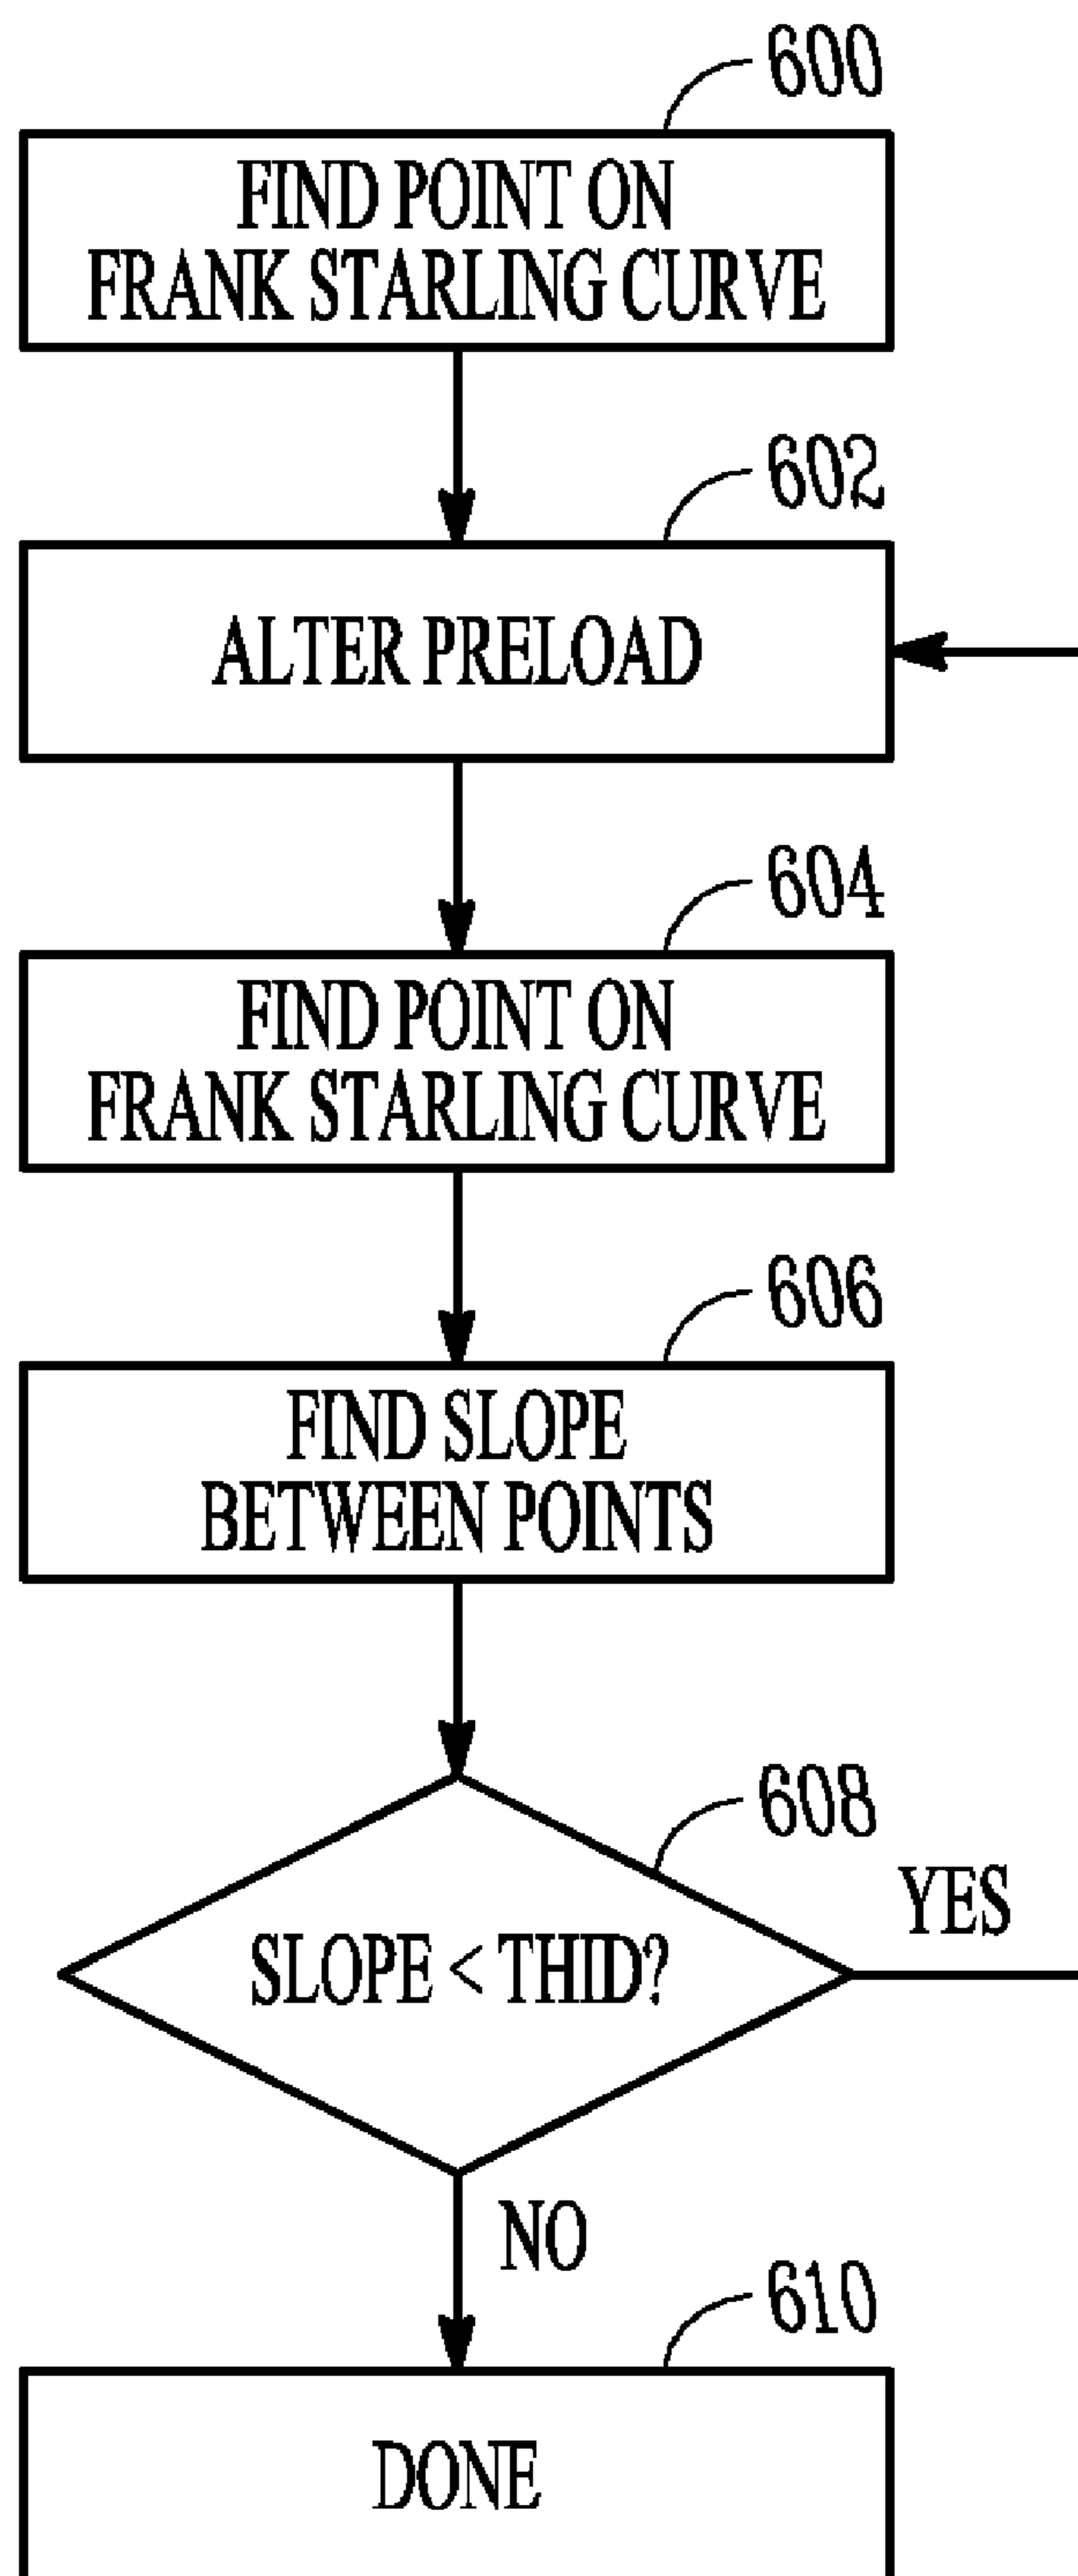 600
FIND POINT ON
FRANK STARLING CURVE
602
ALTER PRELOAD
604
FIND POINT ON
FRANK STARLING CURVE
606
FIND SLOPE
BETWEEN POINTS
608
SLOPE < THID?
YES
NO
610
DONE